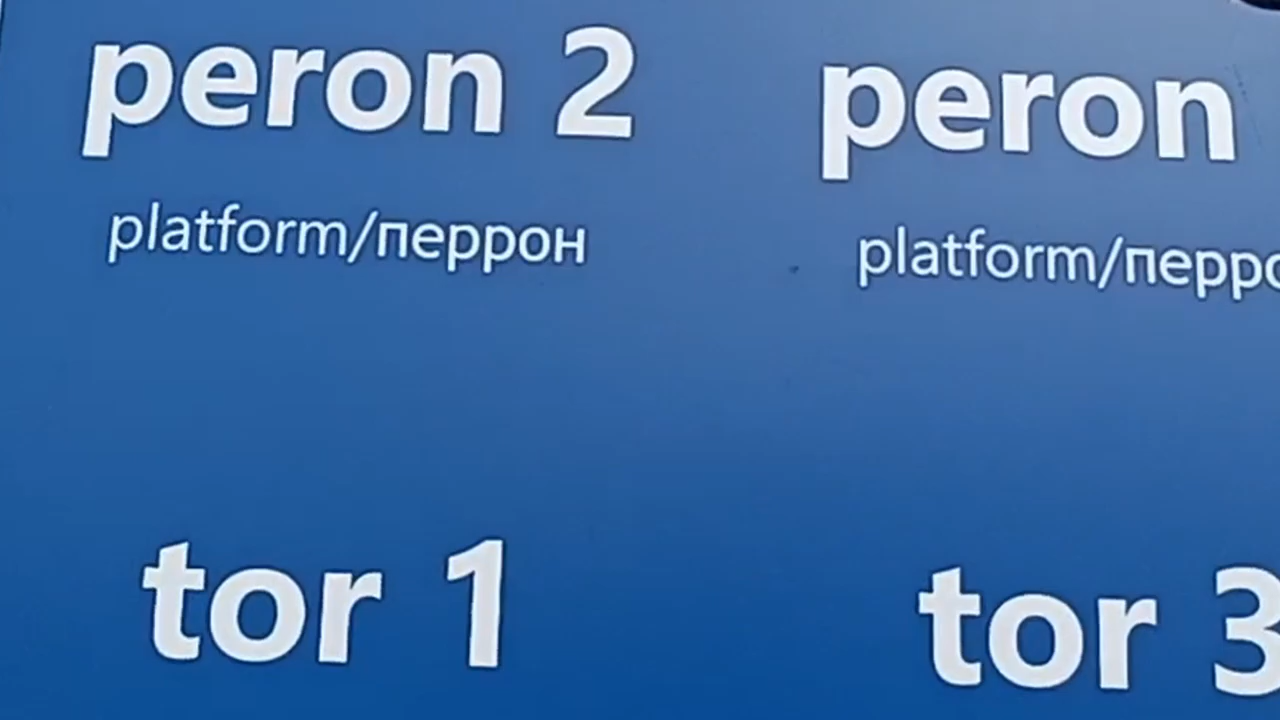 peron 2
platform/перрон
tor 1
peron
platform/перро
tor 3